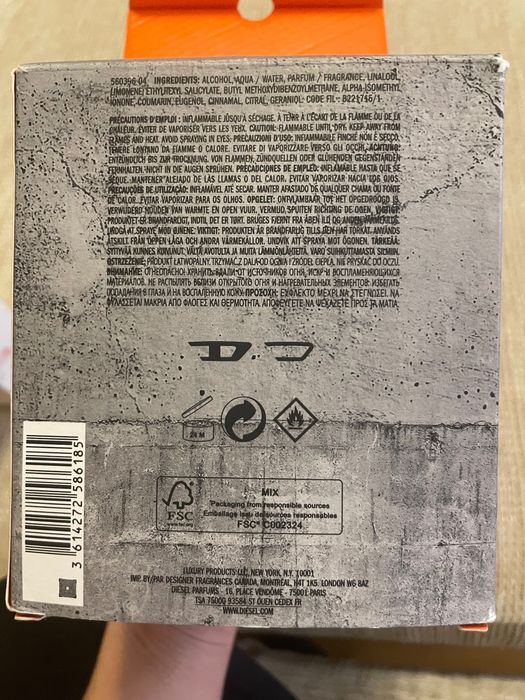 560396-04 INGREDIENTS: ALCOHOL, AQUA / WATER, PARFUM / FRAGRANCE, LINALOOL,
LIMONENE, ETHYLHEXYL SALICYLATE, BUTYL METHOXYDIBENZOYLMETHANE, ALPHA-ISOMETHYL
IONONE, COUMARIN, EUGENOL, CINNAMAL, CITRAL, GERANIOL. CODE FIL : B221716/1
PRÉCAUTIONS D'EMPLOI : INFLAMMABLE JUSQU'À SÉCHAGE. À TENIR À L'ÉCART DE LA FLAMME OU DE LA
CHALEUR. ÉVITER DE VAPORISER VERS LES YEUX. CAUTION: FLAMMABLE UNTIL DRY. KEEP AWAY FROM
FLAMES AND HEAT. AVOID SPRAYING IN EYES. PRECAUZIONI D'USO: INFIAMMABILE FINCHÉ NON È SECCO.
TENERE LONTANO DA FIAMME O CALORE. EVITARE DI VAPORIZZARE VERSO GLI OCCHI. ACHTUNG:
ENTZÜNDLICH BIS ZUR TROCKNUNG. VON FLAMMEN, ZÜNDQUELLEN ODER GLÜHENDEN GEGENSTÄNDEN
FERNHALTEN. NICHT IN DIE AUGEN SPRÜHEN. PRECAUCIONES DE EMPLEO: INFLAMABLE HASTA QUE SE
SEQUE. MANTENER ALEJADO DE LAS LLAMAS O DEL CALOR. EVITAR VAPORIZAR HACIA LOS OJOS.
PRECAUÇÕES DE UTILIZAÇÃO: INFLAMÁVEL ATÉ SECAR. MANTER AFASTADO DE QUALQUER CHAMA OU FONTE
DE CALOR. EVITAR VAPORIZAR PARA OS OLHOS. OPGELET: ONTVLAMBAAR TOT HET OPGEDROOGD IS.
VERWIJDERD HOUDEN VAN WARMTE EN OPEN VUUR. VERMIJD SPUITEN RICHTING DE OGEN. VIGTIGT:
PRODUKTET ER BRANDFARLIGT, INDTIL DET ER TØRT. BRUGES FJERNT FRA ÅBEN ILD OG ANDEN VARMEKILDE.
UNDGÅ AT SPRAYE MOD ØJNENE. VIKTIGT: PRODUKTEN ÄR BRANDFARLIG TILLS DEN HAR TORKAT. ANVÄNDS
ÅTSKILT FRÅN ÖPPEN LÅGA OCH ANDRA VÄRMEKÄLLOR. UNDVIK ATT SPRAYA MOT ÖGONEN. TÄRKEÄÄ:
SYTTYVÄÄ KUNNES KUIVUNUT. VÄLTÄ AVOTULTA JA MUITA LÄMMÖNLÄHTEITÄ. VARO SUIHKUTTAMASTA SILMIIN.
OSTRZEŻENIE: PRODUKT ŁATWOPALNY. TRZYMAĆ Z DALA OD OGNIA I ŹRÓDEŁ CIEPŁA. NIE PRYSKAĆ DO OCZU.
ВНИМАНИЕ: ОГНЕОПАСНО. ХРАНИТЬ ВДАЛИ ОТ ИСТОЧНИКОВ ОГНЯ, ИСКР И ВОСПЛАМЕНЯЮЩИХСЯ
МАТЕРИАЛОВ. НЕ РАСПЫЛЯТЬ ВБЛИЗИ ОТКРЫТОГО ОГНЯ И НАГРЕВАТЕЛЬНЫХ ЭЛЕМЕНТОВ. ИЗБЕГАТЬ
ПОПАДАНИЯ В ГЛАЗА И НА ВОСПАЛЕННУЮ КОЖУ. ΠΡΟΣΟΧΗ: ΕΥΦΛΕΚΤΟ ΜΕΧΡΙ ΝΑ ΣΤΕΓΝΩΣΕΙ. ΝΑ
ΦΥΛΑΣΣΕΤΑΙ ΜΑΚΡΙΑ ΑΠΟ ΦΛΟΓΕΣ ΚΑΙ ΘΕΡΜΟΤΗΤΑ. ΑΠΟΦΕΥΓΕΤΕ ΝΑ ΨΕΚΑΖΕΤΕ ΠΡΟΣ ΤΑ ΜΑΤΙΑ.
24 M
MIX
Packaging from responsible sources
Emballage issu de sources responsables
FSC® C002324
FSC
www.fsc.org
3 614272 586185
LUXURY PRODUCTS LLC, NEW YORK, N.Y. 10001
IMP. BY/PAR DESIGNER FRAGRANCES CANADA, MONTRÉAL, H4T 1K5. LONDON W6 8AZ
DIESEL PARFUMS - 16, PLACE VENDÔME - 75001 PARIS
TSA 75000 93584 ST OUEN CEDEX FR
WWW.DIESEL.COM